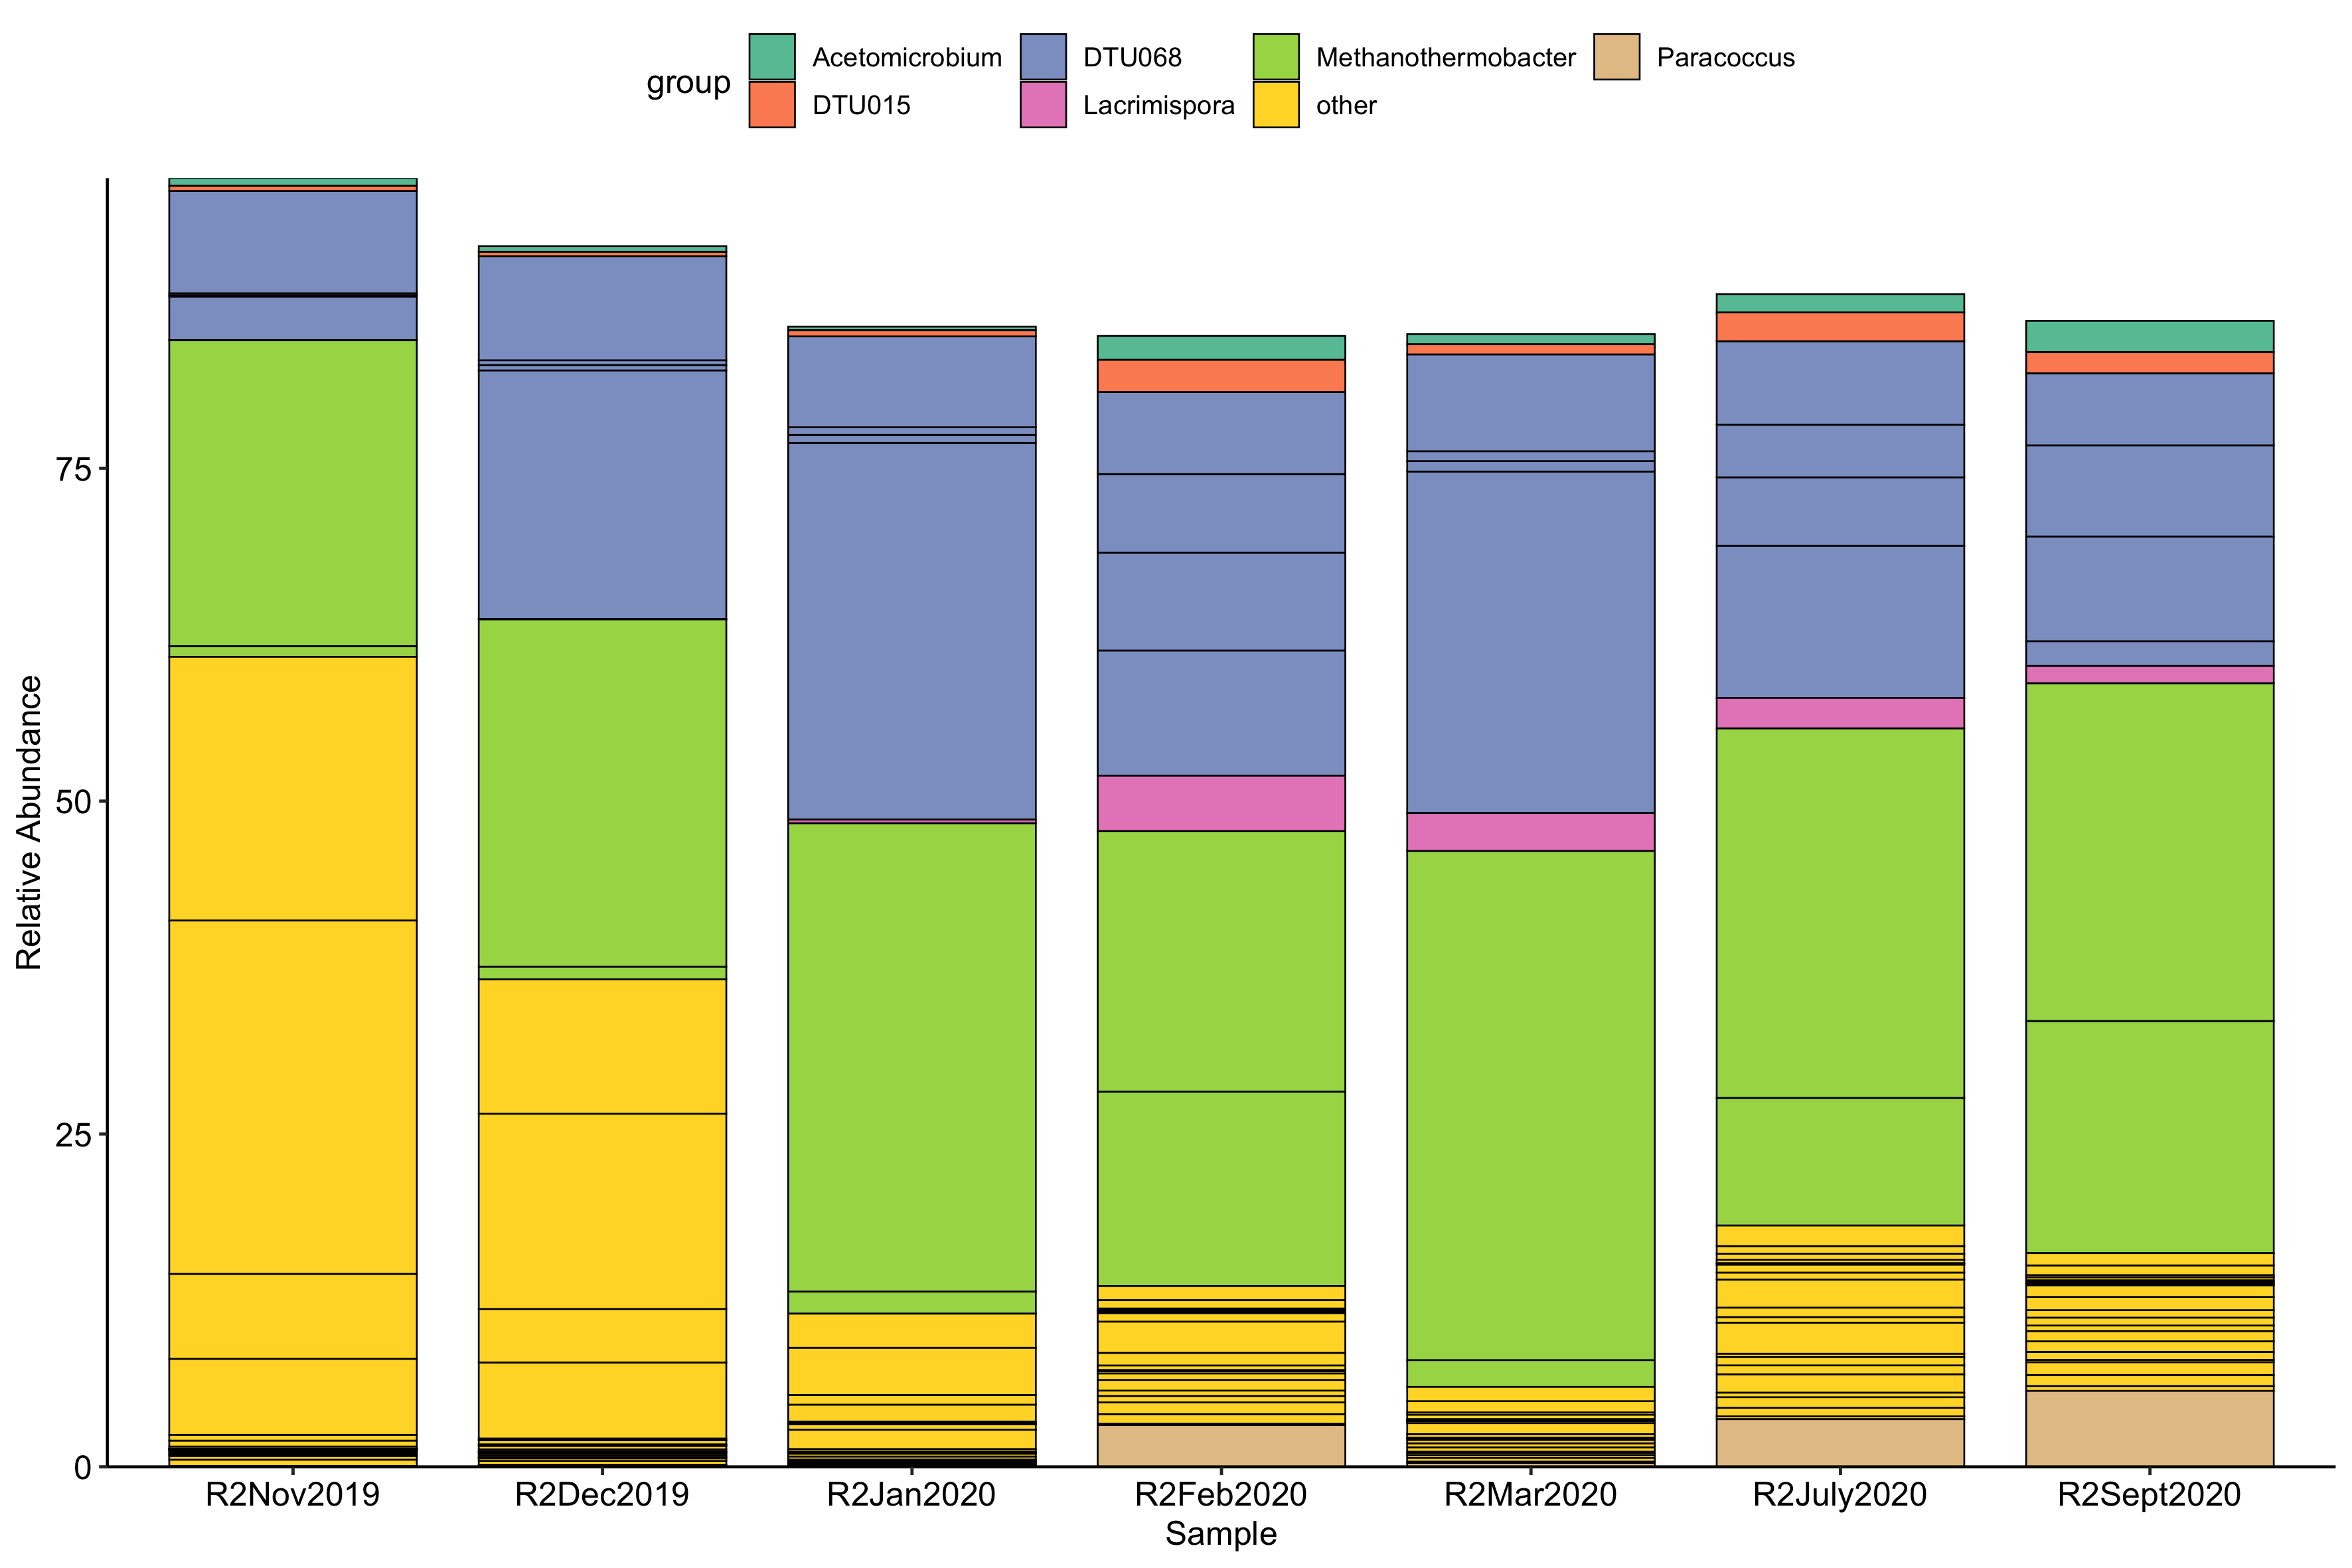 group
Acetomicrobium DTU068 Methanothermobacter Paracoccus
DTU015 Lacrimispora other
Relative Abundance
75
50
25
0
R2Nov2019 R2Dec2019 R2Jan2020 R2Feb2020 R2Mar2020 R2July2020 R2Sept2020
Sample